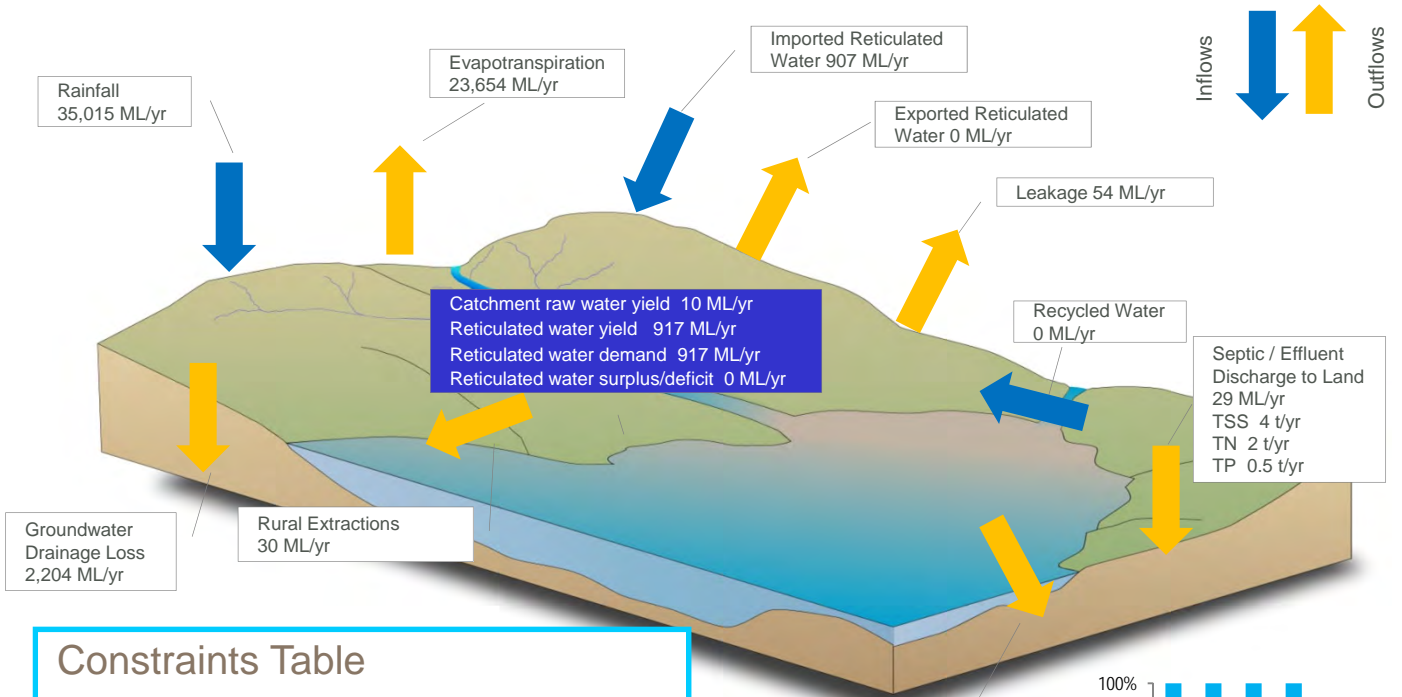 Imported Reticulated
Water 907 ML/yr
Inflows
Outflows
Evapotranspiration
23,654 ML/yr
Rainfall
35,015 ML/yr
Exported Reticulated
Water 0 ML/yr
Leakage 54 ML/yr
Catchment raw water yield 10 ML/yr
Reticulated water yield 917 ML/yr
Reticulated water demand 917 ML/yr
Reticulated water surplus/deficit 0 ML/yr
Recycled Water
0 ML/yr
Septic / Effluent
Discharge to Land
29 ML/yr
TSS 4 t/yr
TN 2 t/yr
TP 0.5 t/yr
Groundwater
Drainage Loss
2,204 ML/yr
Rural Extractions
30 ML/yr
Constraints Table
100%